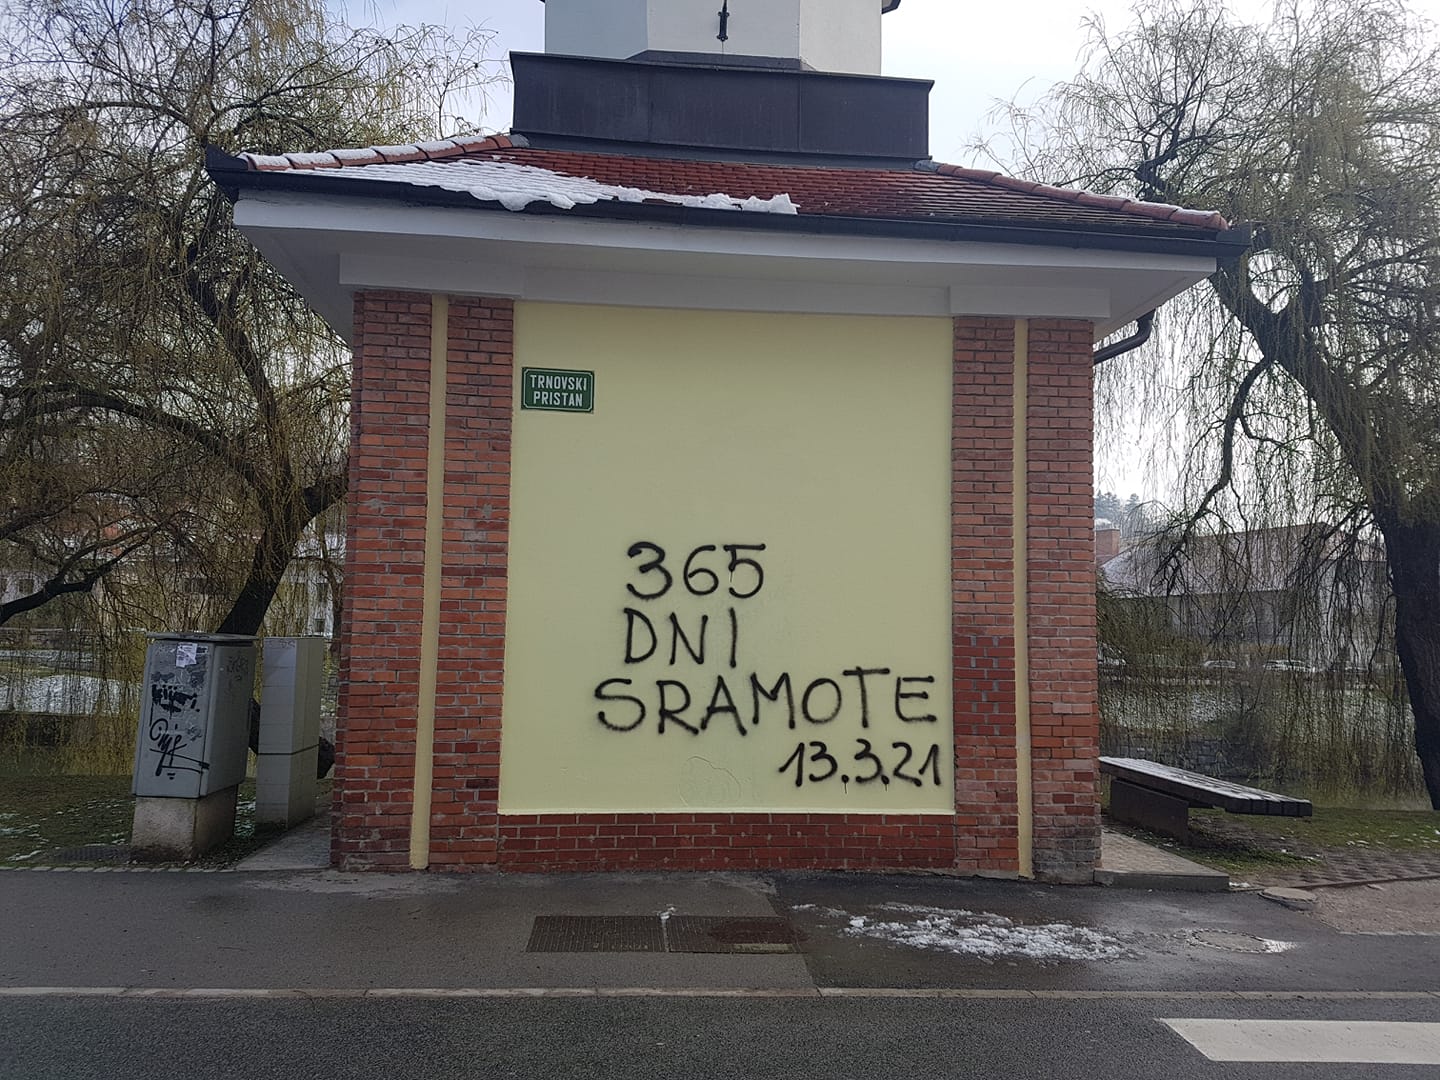 TRNOVSKI
PRISTAN
365
DNI
SRAMOTE
13.3.21